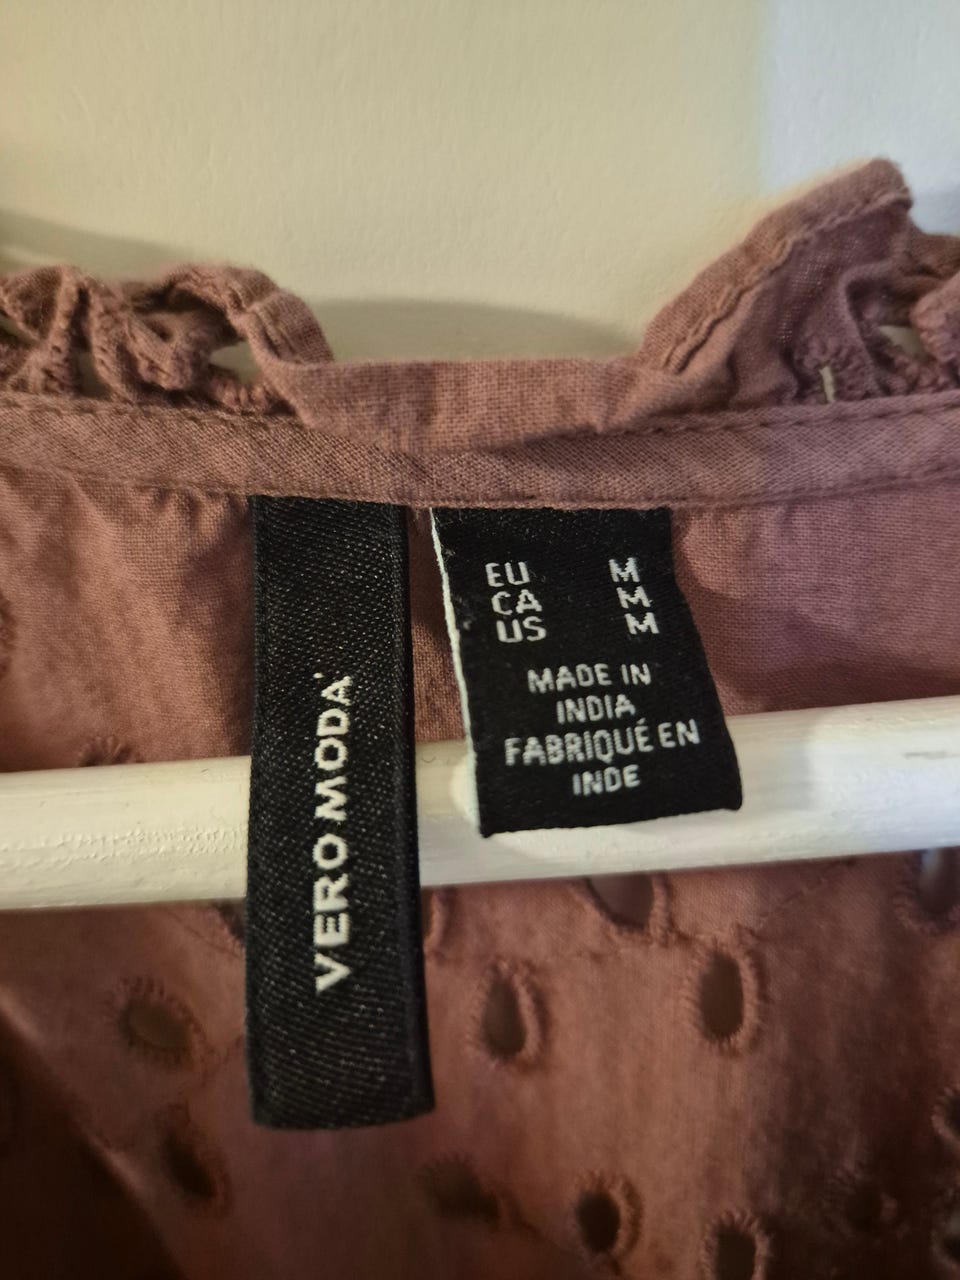 VERO MODA
EU M
CA M
US M
MADE IN
INDIA
FABRIQUÉ EN
INDE